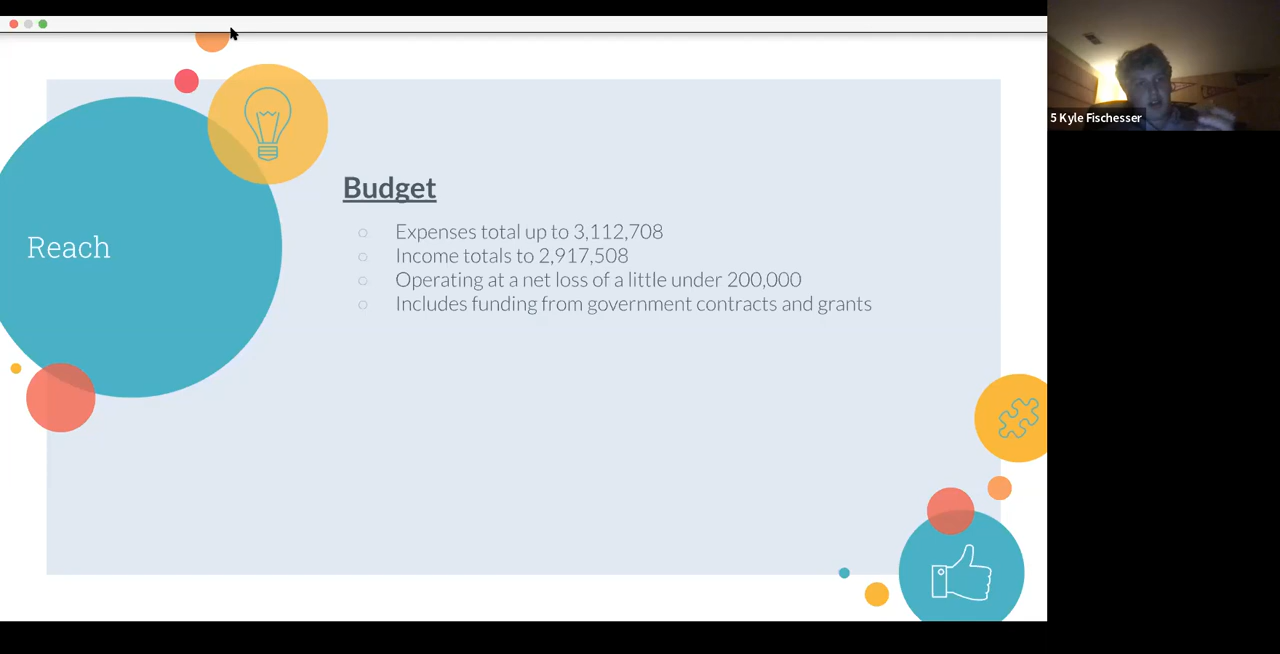 5 Kyle Fischesser
Reach
Budget
Expenses total up to 3,112,708
Income totals to 2,917,508
Operating at a net loss of a little under 200,000
Includes funding from government contracts and grants